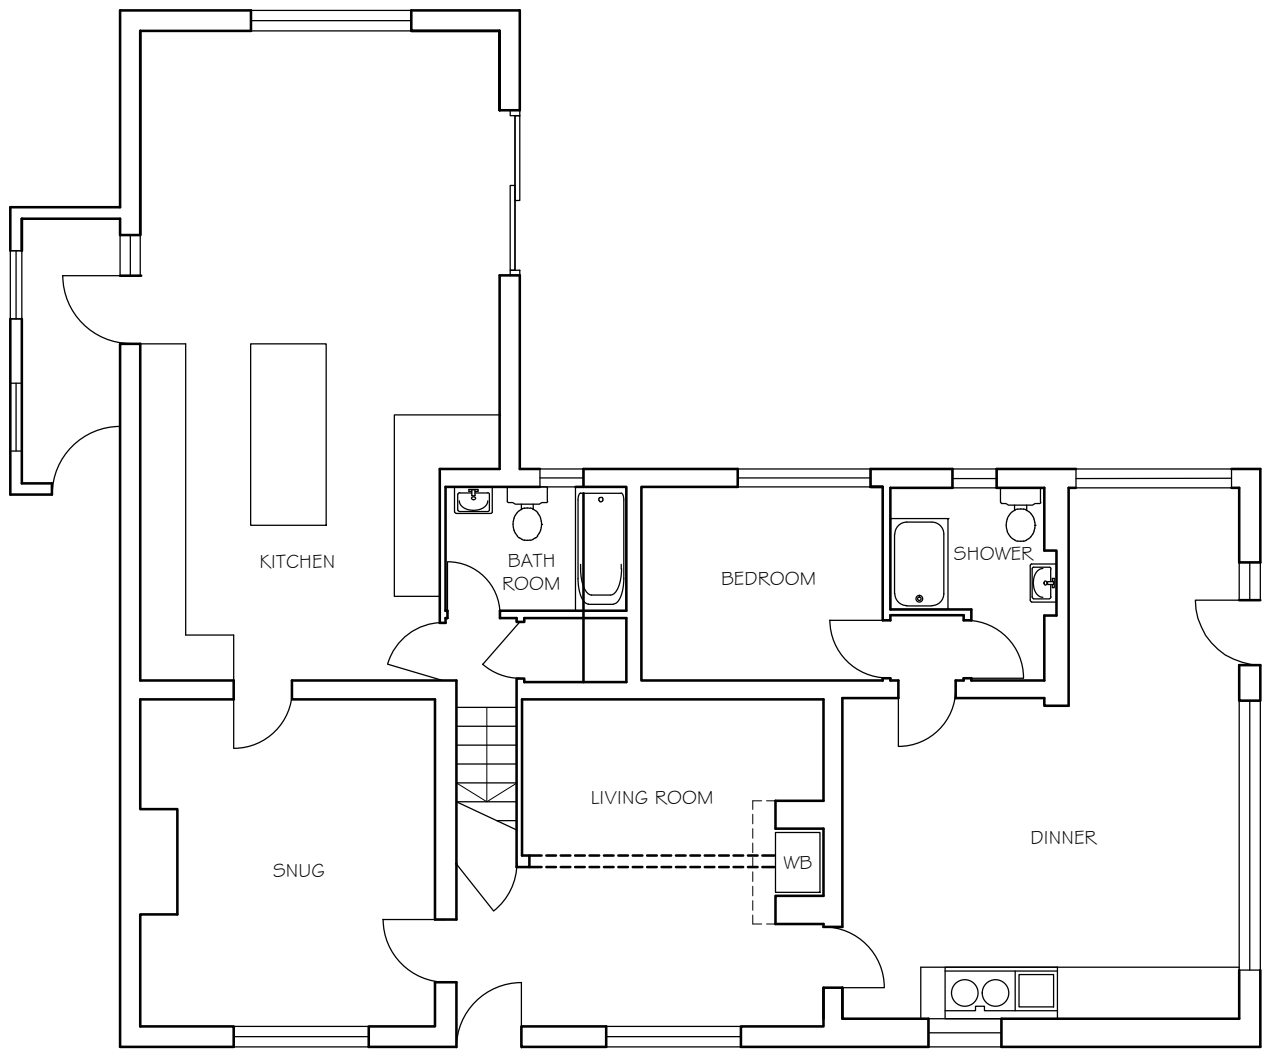 KITCHEN
BATH
ROOM
BEDROOM
SHOWER
LIVING ROOM
DINNER
WB
SNUG